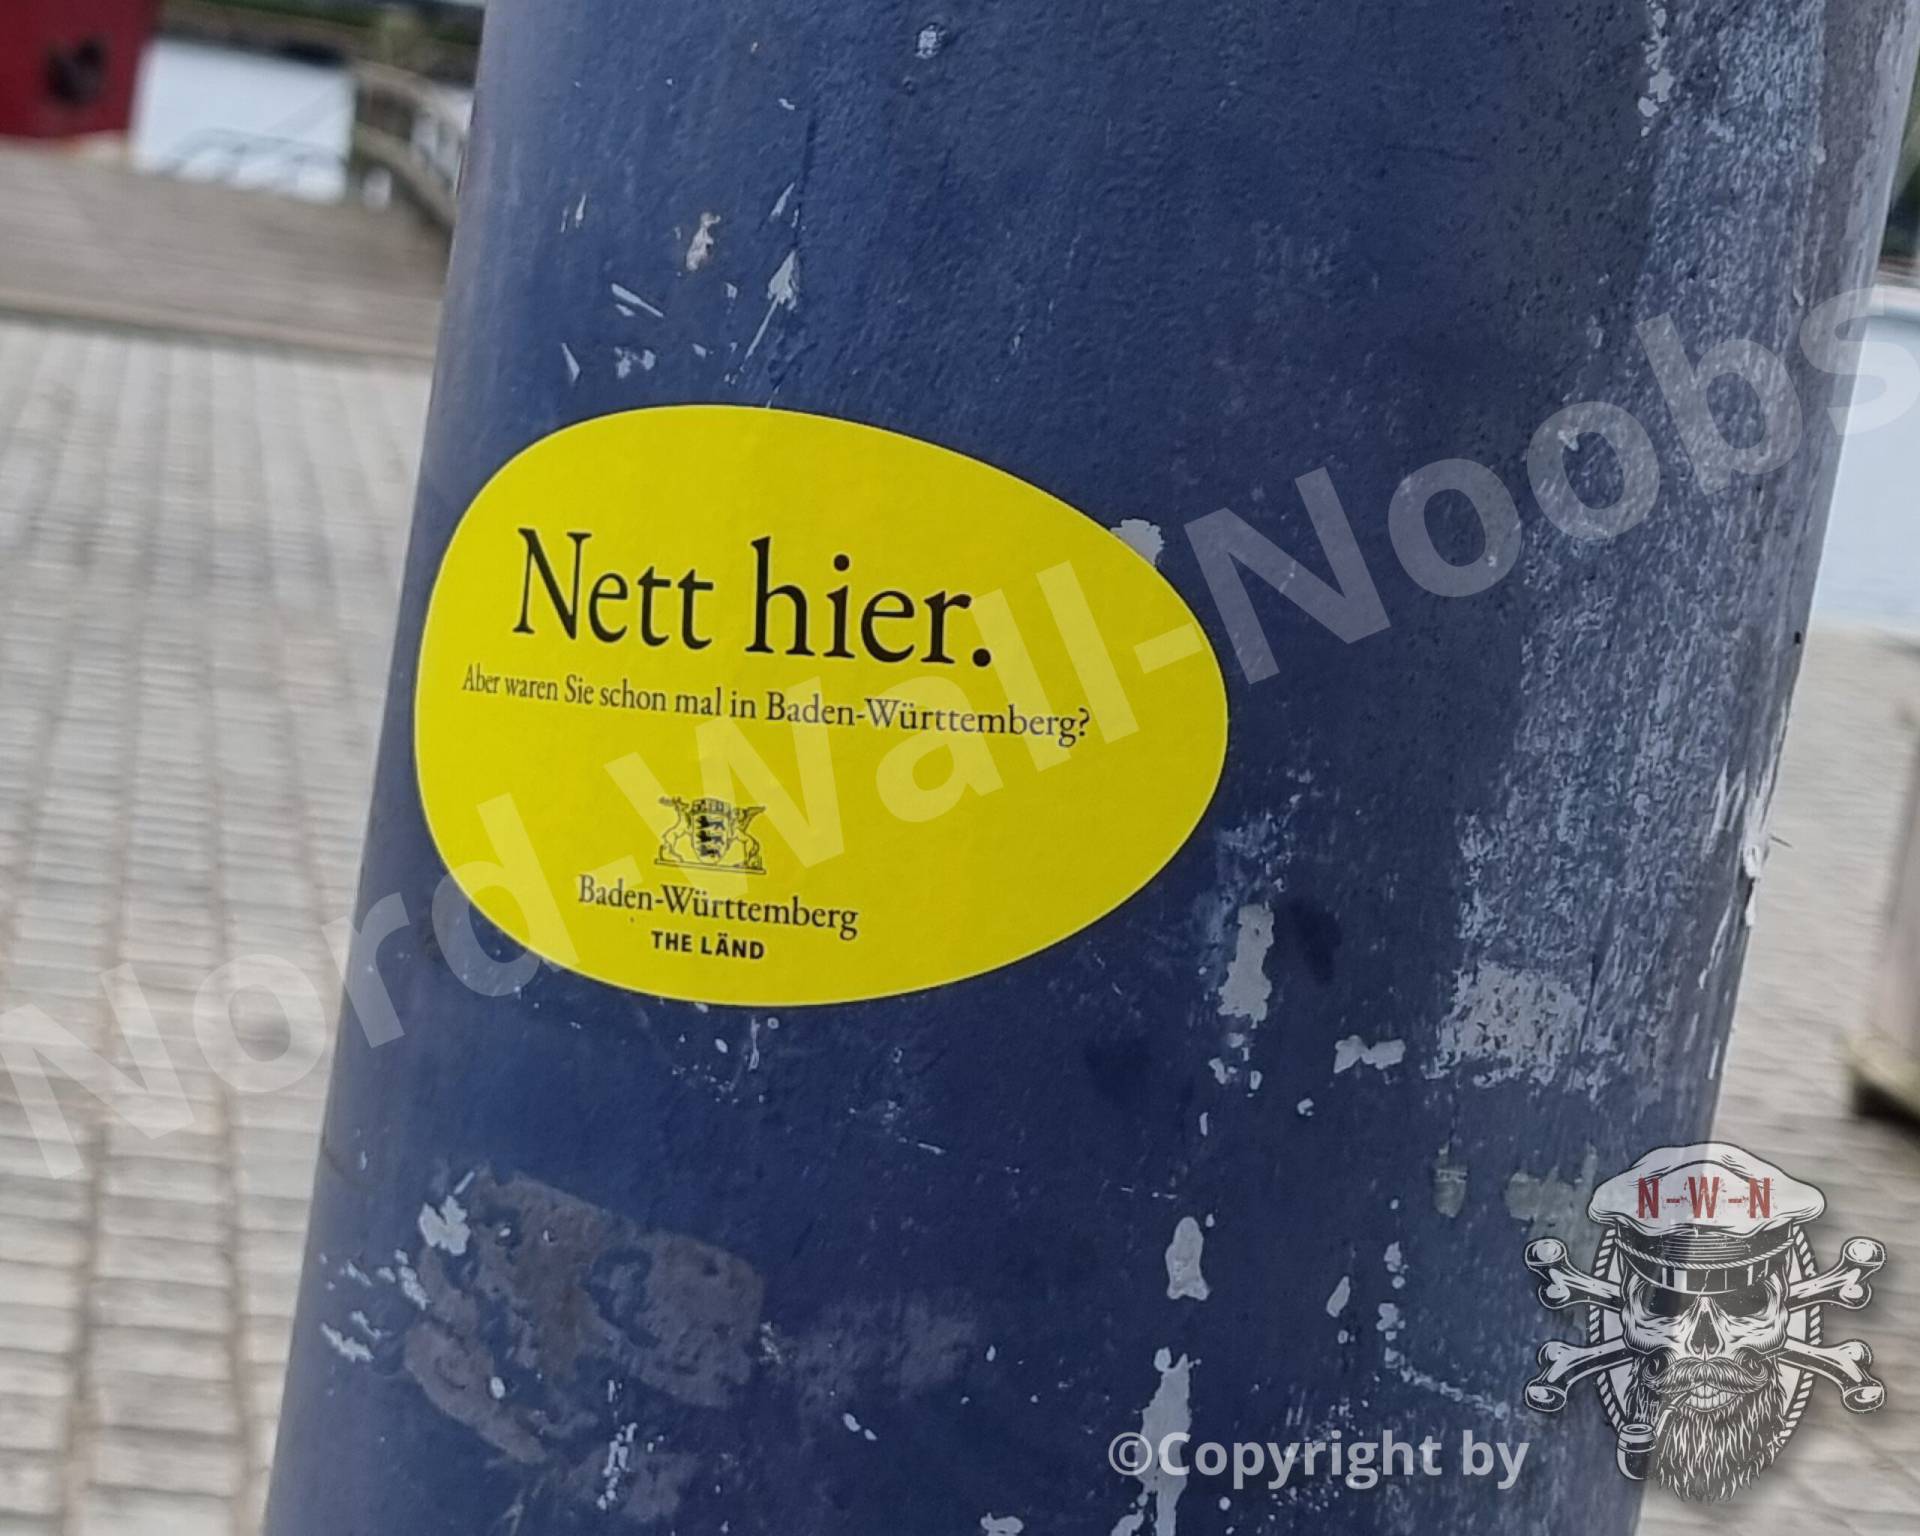 Nett hier.
Aber waren Sie schon mal in Baden-Württemberg?
Baden-Württemberg
THE LÄND
Nord-Wall-Noobs
N-W-N
©Copyright by